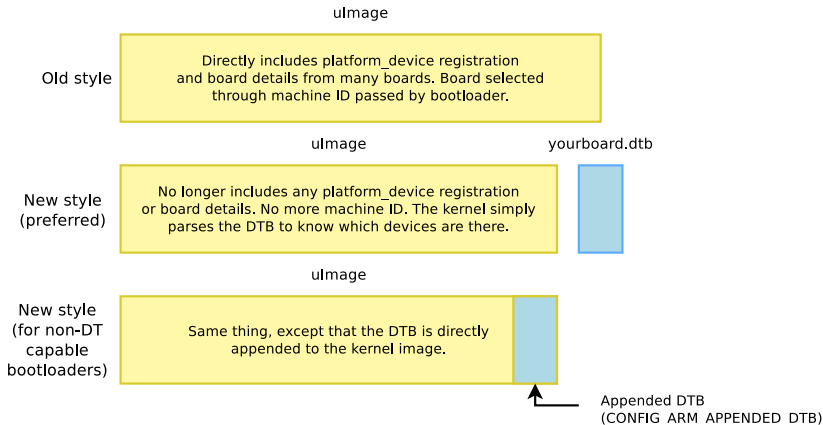 uImage
Old style
Directly includes platform_device registration
and board details from many boards. Board selected
through machine ID passed by bootloader.
uImage
yourboard.dtb
New style
(preferred)
No longer includes any platform_device registration
or board details. No more machine ID. The kernel simply
parses the DTB to know which devices are there.
uImage
New style
(for non-DT
capable
bootloaders)
Same thing, except that the DTB is directly
appended to the kernel image.
Appended DTB
(CONFIG_ARM_APPENDED_DTB)